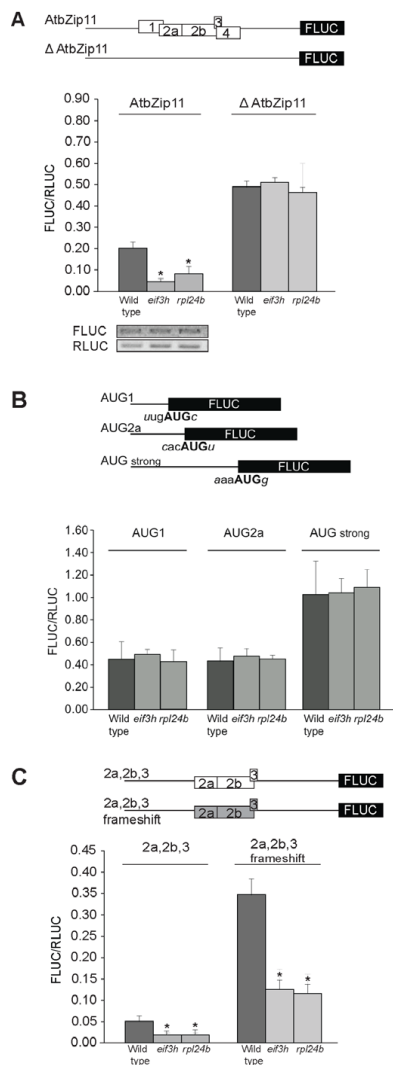 A
AtbZip11
1 2a 2b 3 4 FLUC
Δ AtbZip11
FLUC
AtbZip11 Δ AtbZip11
FLUC/RLUC
0.90
0.80
0.70
0.60
0.50
0.40
0.30
0.20
0.10
0.00
* *
Wild type eif3h rpl24b Wild type eif3h rpl24b
FLUC
RLUC
B
AUG1
FLUC
uugAUGc
AUG2a
FLUC
cacAUGu
AUG strong
FLUC
aaaAUGg
AUG1 AUG2a AUG strong
FLUC/RLUC
1.60
1.40
1.20
1.00
0.80
0.60
0.40
0.20
0.00
Wild type eif3h rpl24b Wild type eif3h rpl24b Wild type eif3h rpl24b
C
2a,2b,3
2a 2b 3 FLUC
2a,2b,3
frameshift
2a 2b 3 FLUC
2a,2b,3 2a,2b,3
frameshift
FLUC/RLUC
0.45
0.40
0.35
0.30
0.25
0.20
0.15
0.10
0.05
0.00
* * * *
Wild type eif3h rpl24b Wild type eif3h rpl24b